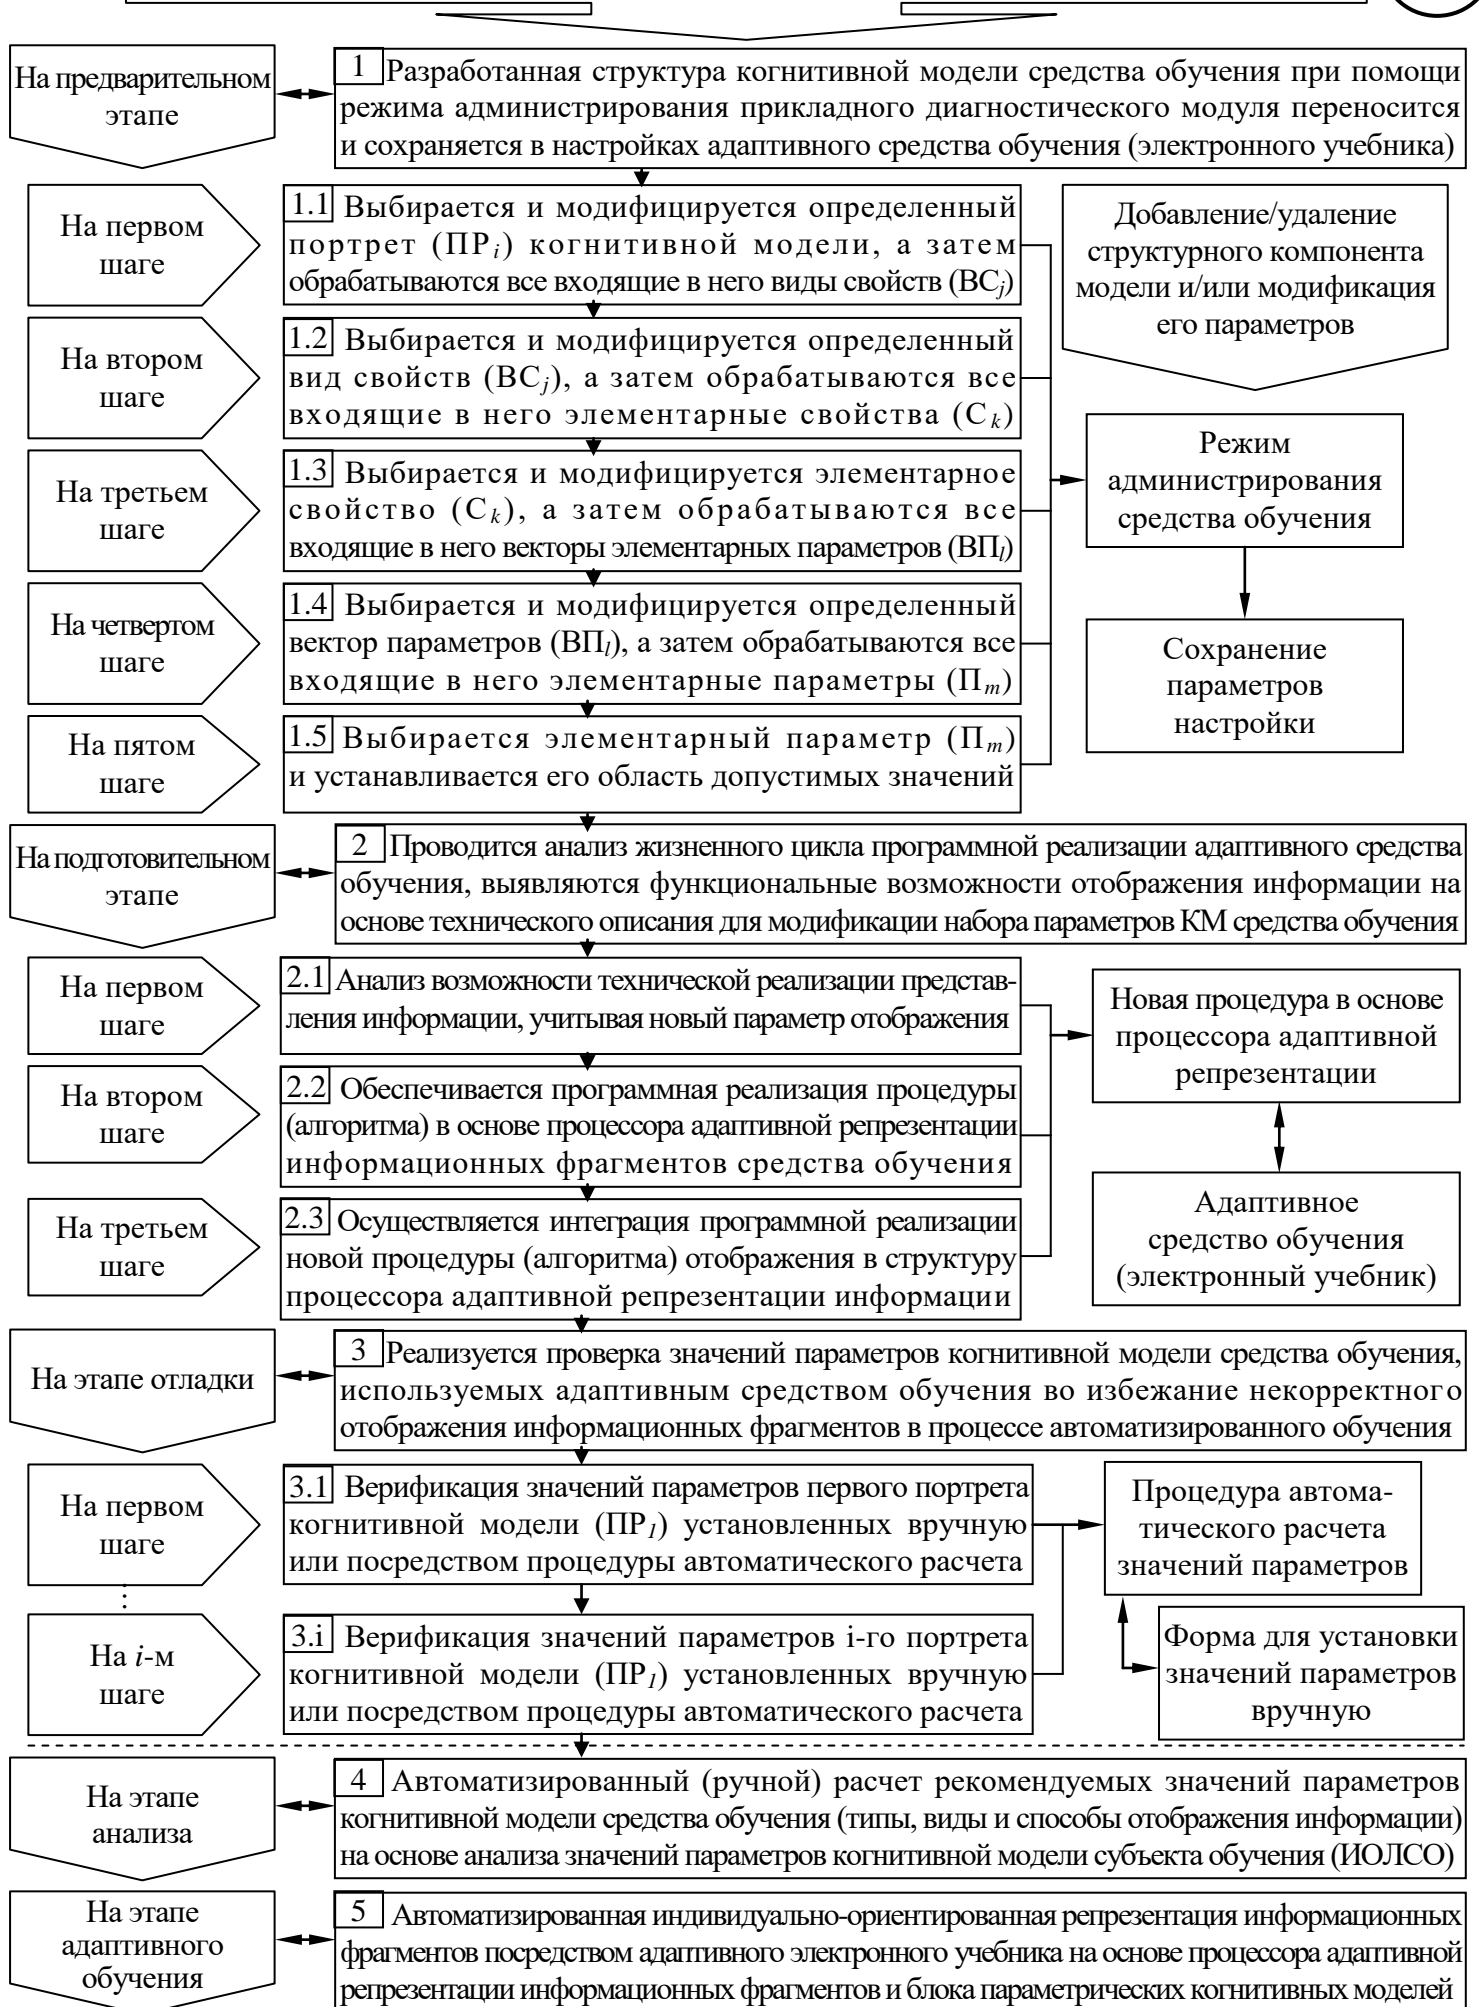 На предварительном
этапе
1 Разработанная структура когнитивной модели средства обучения при помощи
режима администрирования прикладного диагностического модуля переносится
и сохраняется в настройках адаптивного средства обучения (электронного учебника)
На первом
шаге
1.1 Выбирается и модифицируется определенный
портрет (ПРi) когнитивной модели, а затем
обрабатываются все входящие в него виды свойств (ВСj)
Добавление/удаление
структурного компонента
модели и/или модификация
его параметров
На втором
шаге
1.2 Выбирается и модифицируется определенный
вид свойств (ВСj), а затем обрабатываются все
входящие в него элементарные свойства (Сk)
Режим
администрирования
средства обучения
На третьем
шаге
1.3 Выбирается и модифицируется элементарное
свойство (Сk), а затем обрабатываются все
входящие в него векторы элементарных параметров (ВПl)
На четвертом
шаге
1.4 Выбирается и модифицируется определенный
вектор параметров (ВПl), а затем обрабатываются все
входящие в него элементарные параметры (Пm)
Сохранение
параметров
настройки
На пятом
шаге
1.5 Выбирается элементарный параметр (Пm)
и устанавливается его область допустимых значений
На подготовительном
этапе
2 Проводится анализ жизненного цикла программной реализации адаптивного средства
обучения, выявляются функциональные возможности отображения информации на
основе технического описания для модификации набора параметров КМ средства обучения
На первом
шаге
2.1 Анализ возможности технической реализации представ-
ления информации, учитывая новый параметр отображения
Новая процедура в основе
процессора адаптивной
репрезентации
На втором
шаге
2.2 Обеспечивается программная реализация процедуры
(алгоритма) в основе процессора адаптивной репрезентации
информационных фрагментов средства обучения
На третьем
шаге
2.3 Осуществляется интеграция программной реализации
новой процедуры (алгоритма) отображения в структуру
процессора адаптивной репрезентации информации
Адаптивное
средство обучения
(электронный учебник)
На этапе отладки
3 Реализуется проверка значений параметров когнитивной модели средства обучения,
используемых адаптивным средством обучения во избежание некорректного
отображения информационных фрагментов в процессе автоматизированного обучения
На первом
шаге
3.1 Верификация значений параметров первого портрета
когнитивной модели (ПР1) установленных вручную
или посредством процедуры автоматического расчета
Процедура автома-
тического расчета
значений параметров
...
На i-м
шаге
3.i Верификация значений параметров i-го портрета
когнитивной модели (ПР1) установленных вручную
или посредством процедуры автоматического расчета
Форма для установки
значений параметров
вручную
На этапе
анализа
4 Автоматизированный (ручной) расчет рекомендуемых значений параметров
когнитивной модели средства обучения (типы, виды и способы отображения информации)
на основе анализа значений параметров когнитивной модели субъекта обучения (ИОЛСО)
На этапе
адаптивного
обучения
5 Автоматизированная индивидуально-ориентированная репрезентация информационных
фрагментов посредством адаптивного электронного учебника на основе процессора адаптивной
репрезентации информационных фрагментов и блока параметрических когнитивных моделей